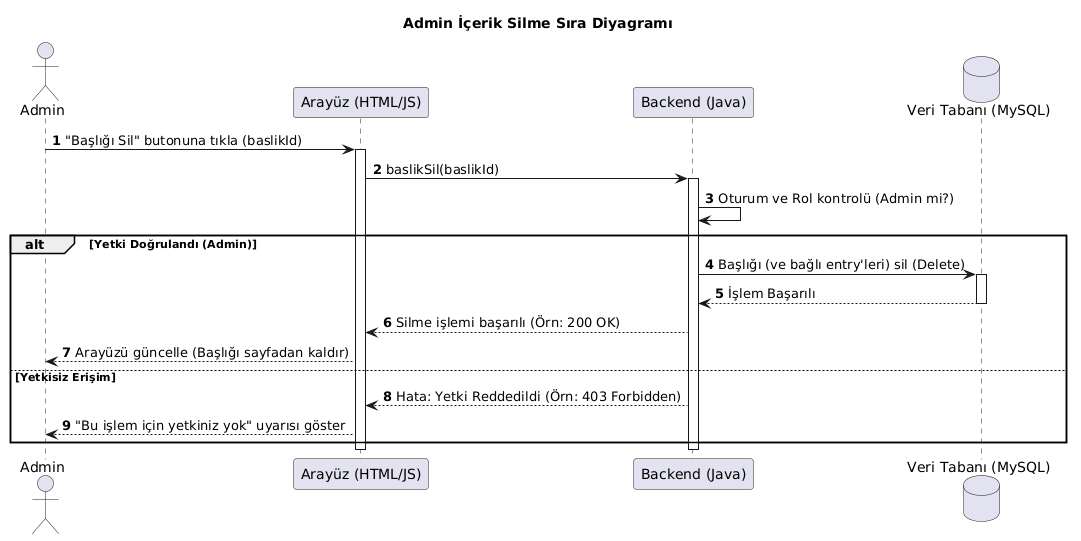 Admin İçerik Silme Sıra Diyagramı
Admin
Arayüz (HTML/JS)
Backend (Java)
Veri Tabanı (MySQL)
1 "Başlığı Sil" butonuna tıkla (baslikId)
2 baslikSil(baslikId)
3 Oturum ve Rol kontrolü (Admin mi?)
alt [Yetki Doğrulandı (Admin)]
4 Başlığı (ve bağlı entry'leri) sil (Delete)
5 İşlem Başarılı
6 Silme işlemi başarılı (Örn: 200 OK)
7 Arayüzü güncelle (Başlığı sayfadan kaldır)
[Yetkisiz Erişim]
8 Hata: Yetki Reddedildi (Örn: 403 Forbidden)
9 "Bu işlem için yetkiniz yok" uyarısı göster
Admin
Arayüz (HTML/JS)
Backend (Java)
Veri Tabanı (MySQL)